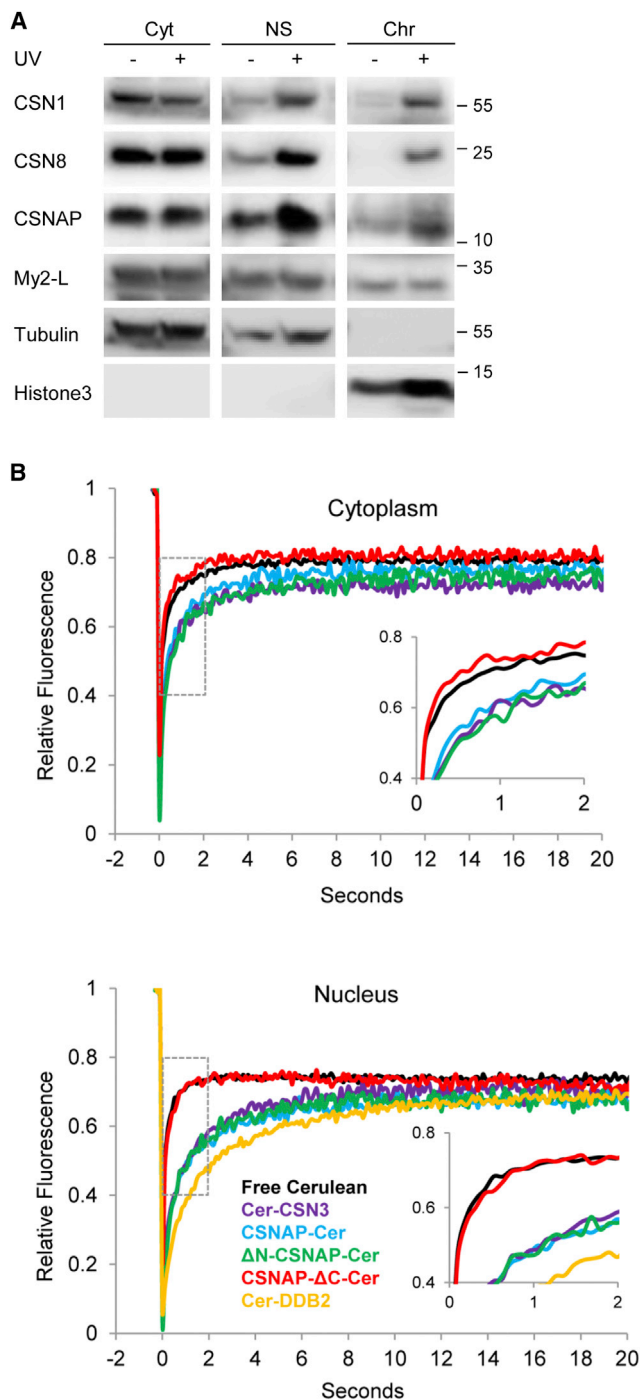 A
Cyt NS Chr
UV - + - + - +
CSN1 55
CSN8 25
CSNAP 10
My2-L 35
Tubulin 55
Histone3 15
B
Cytoplasm
Relative Fluorescence
1
0.8
0.6
0.4
0.2
0
-2 0 2 4 6 8 10 12 14 16 18 20
Seconds
0.8
0.6
0.4
0 1 2
Nucleus
Relative Fluorescence
1
0.8
0.6
0.4
0.2
0
-2 0 2 4 6 8 10 12 14 16 18 20
Seconds
Free Cerulean
Cer-CSN3
CSNAP-Cer
ΔN-CSNAP-Cer
CSNAP-ΔC-Cer
Cer-DDB2
0.8
0.6
0.4
0 1 2